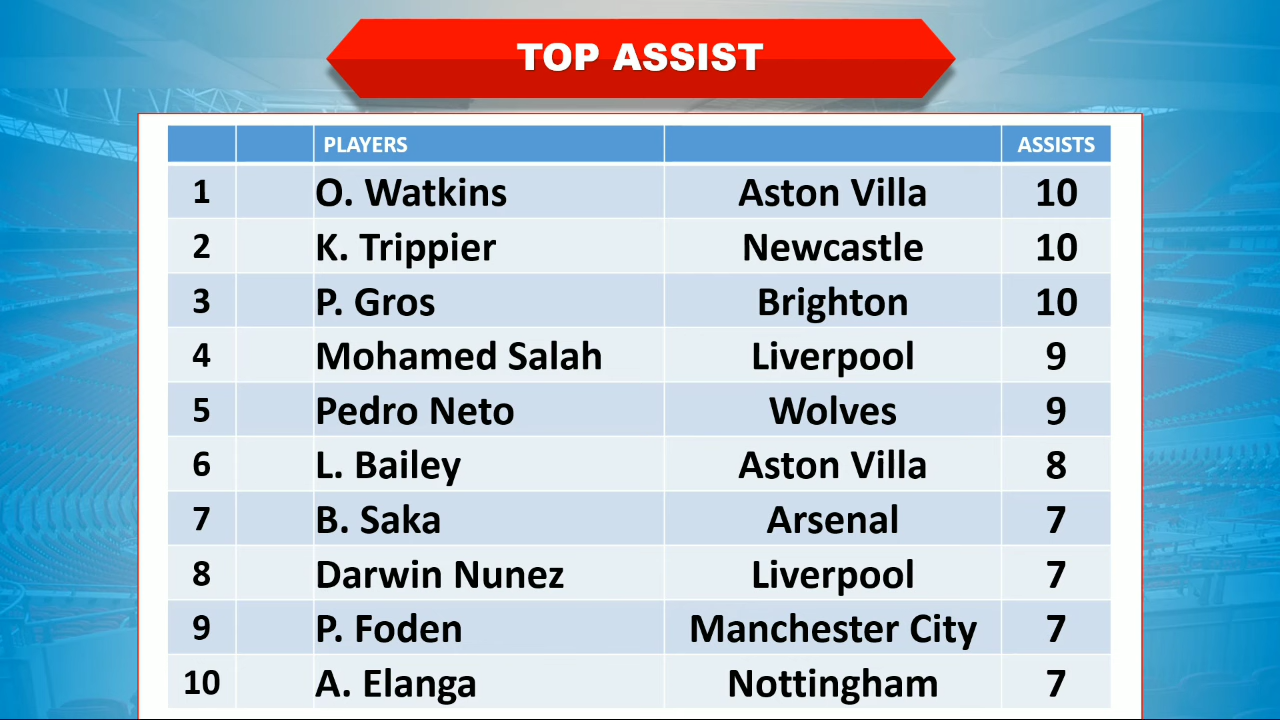 TOP ASSIST
PLAYERS ASSISTS
1 O. Watkins Aston Villa 10
2 K. Trippier Newcastle 10
3 P. Gros Brighton 10
4 Mohamed Salah Liverpool 9
5 Pedro Neto Wolves 9
6 L. Bailey Aston Villa 8
7 B. Saka Arsenal 7
8 Darwin Nunez Liverpool 7
9 P. Foden Manchester City 7
10 A. Elanga Nottingham 7